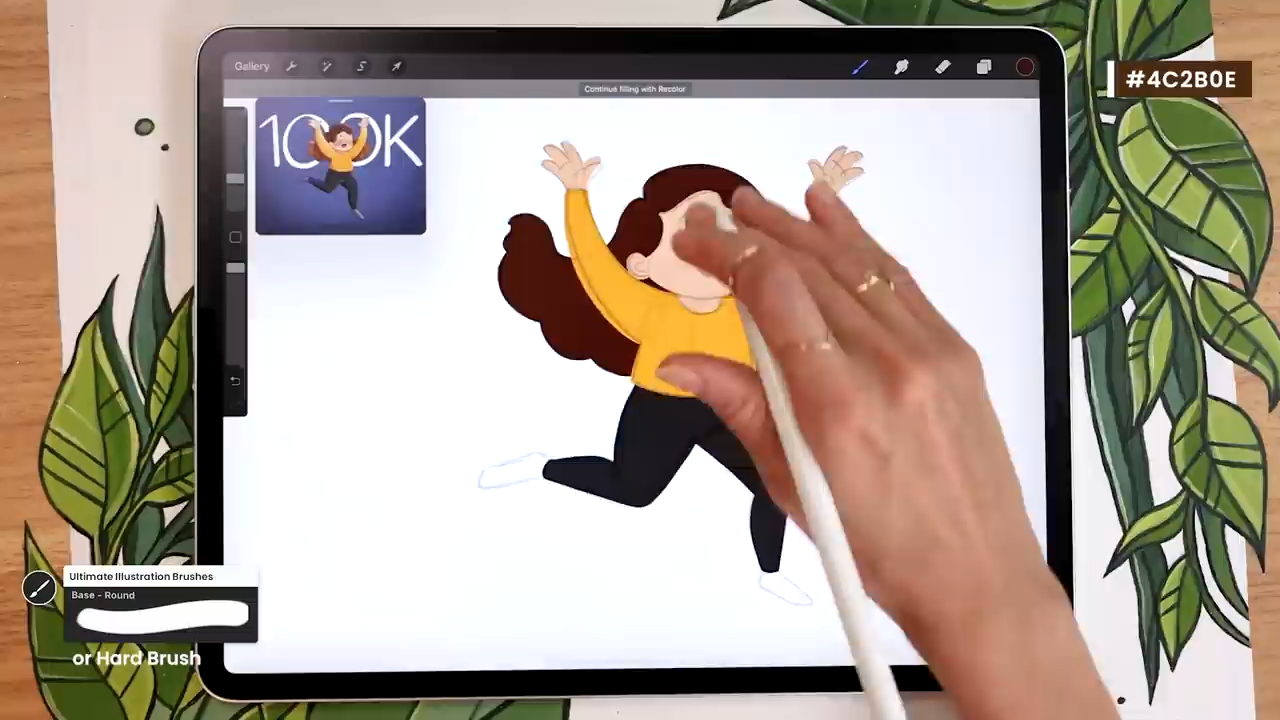 Gallery
Continue filling with Recolor
#4C2B0E
100K
Ultimate Illustration Brushes
Base - Round
or Hard Brush